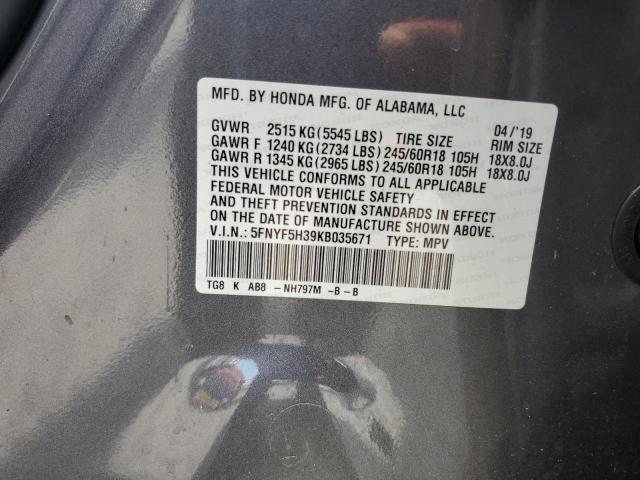 MFD. BY HONDA MFG. OF ALABAMA, LLC
GVWR 2515 KG (5545 LBS) TIRE SIZE 04/'19 RIM SIZE
GAWR F 1240 KG (2734 LBS) 245/60R18 105H 18X8.0J
GAWR R 1345 KG (2965 LBS) 245/60R18 105H 18X8.0J
THIS VEHICLE CONFORMS TO ALL APPLICABLE
FEDERAL MOTOR VEHICLE SAFETY
AND THEFT PREVENTION STANDARDS IN EFFECT
ON THE DATE OF MANUFACTURE SHOWN ABOVE.
V.I.N.: 5FNYF5H39KB035671 TYPE: MPV
TG8 K AB8 -NH797M -B-B